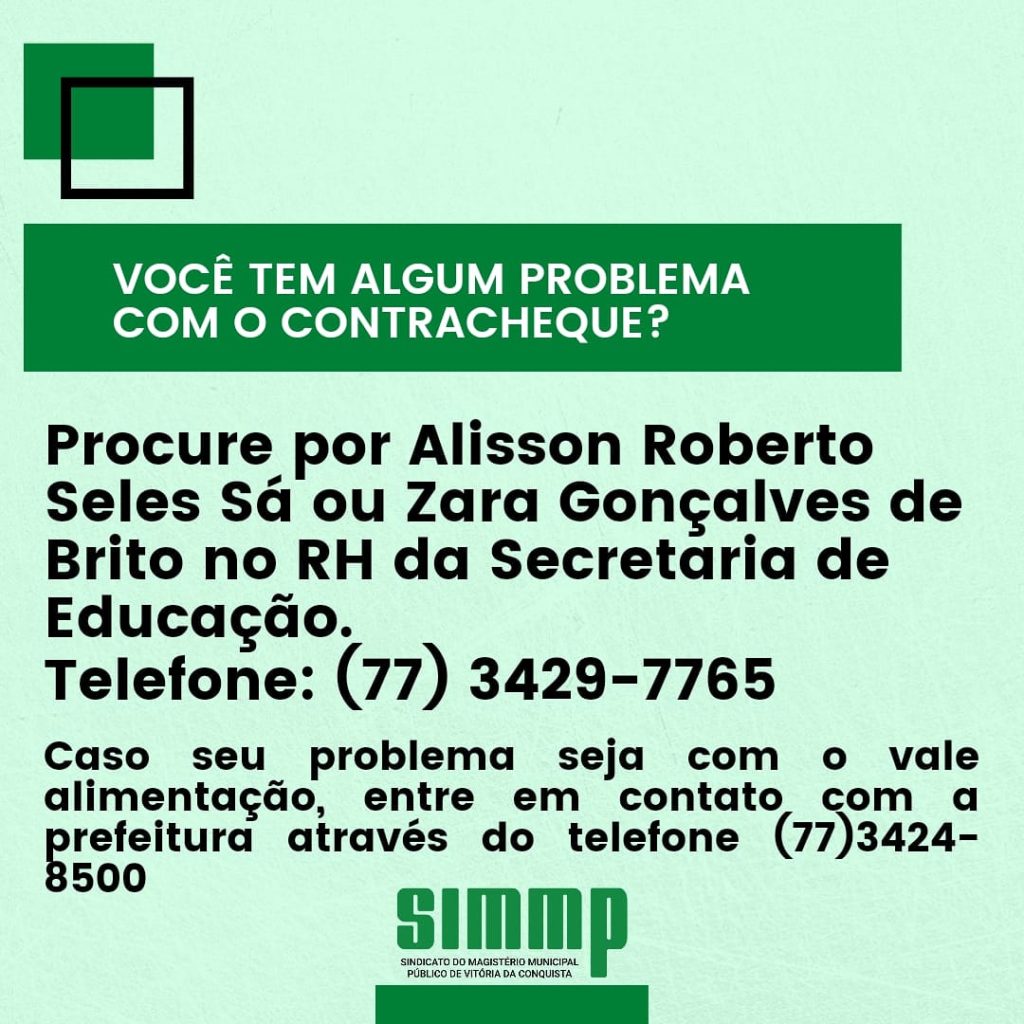 VOCÊ TEM ALGUM PROBLEMA
COM O CONTRACHEQUE?
Procure por Alisson Roberto
Seles Sá ou Zara Gonçalves de
Brito no RH da Secretaria de
Educação.
Telefone: (77) 3429-7765
Caso seu problema seja com o vale
alimentação, entre em contato com a
prefeitura através do telefone (77)3424-
8500
simmp
SINDICATO DO MAGISTÉRIO MUNICIPAL
PÚBLICO DE VITÓRIA DA CONQUISTA